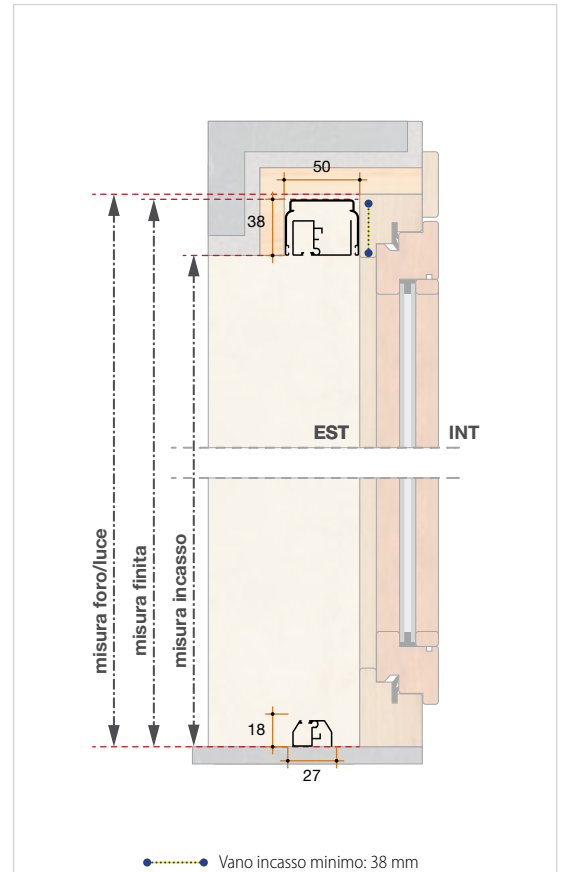 50
38
EST
INT
misura foro/luce
misura finita
misura incasso
18
27
Vano incasso minimo: 38 mm